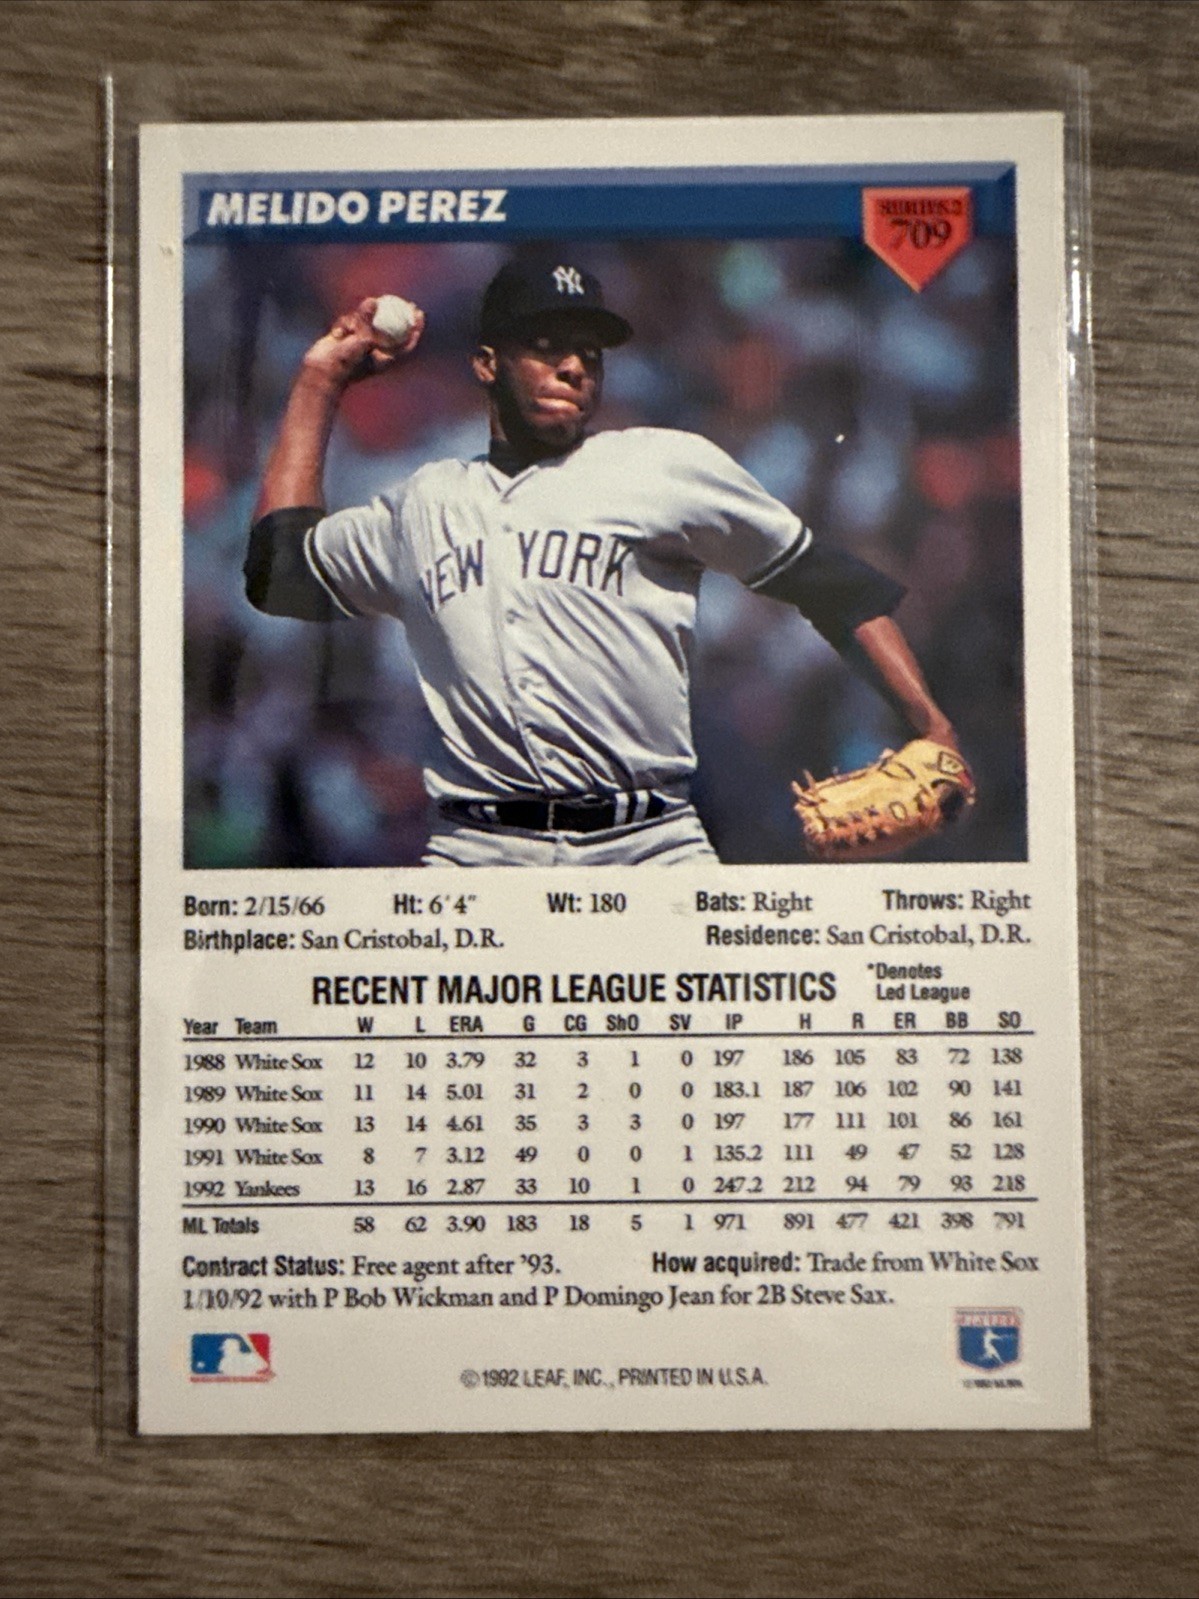 MELIDO PEREZ
SERIES 2
709
NY
NEW YORK
Born: 2/15/66 Ht: 6'4" Wt: 180 Bats: Right Throws: Right
Birthplace: San Cristobal, D.R. Residence: San Cristobal, D.R.
RECENT MAJOR LEAGUE STATISTICS *Denotes
Led League
Year Team W L ERA G CG ShO SV IP H R ER BB SO
1988 White Sox 12 10 3.79 32 3 1 0 197 186 105 83 72 138
1989 White Sox 11 14 5.01 31 2 0 0 183.1 187 106 102 90 141
1990 White Sox 13 14 4.61 35 3 3 0 197 177 111 101 86 161
1991 White Sox 8 7 3.12 49 0 0 1 135.2 111 49 47 52 128
1992 Yankees 13 16 2.87 33 10 1 0 247.2 212 94 79 93 218
ML Totals 58 62 3.90 183 18 5 1 971 891 477 421 398 791
Contract Status: Free agent after '93. How acquired: Trade from White Sox
1/10/92 with P Bob Wickman and P Domingo Jean for 2B Steve Sax.
©1992 LEAF, INC., PRINTED IN U.S.A.